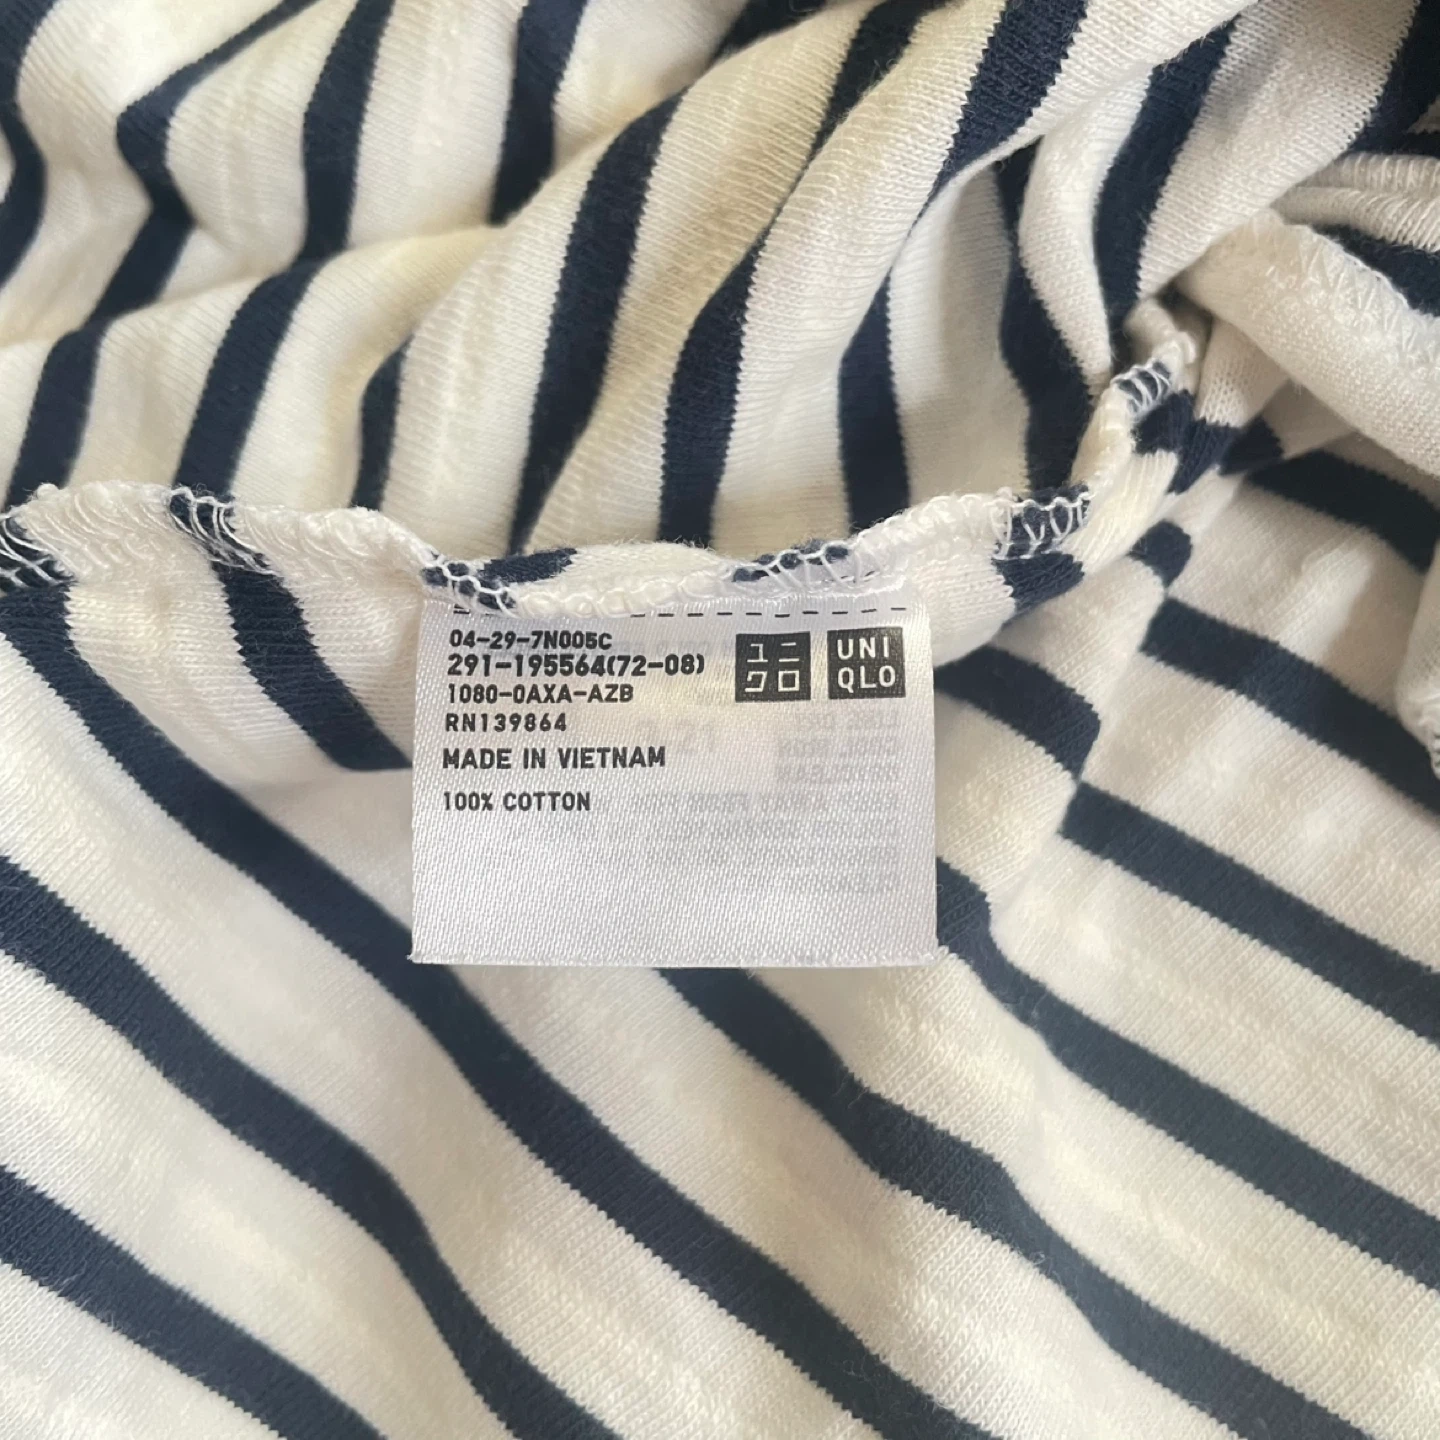 04-29-7N005C
291-195564(72-08)
1080-0AXA-AZB
RN139864
MADE IN VIETNAM
100% COTTON
ユニ
クロ
UNI
QLO